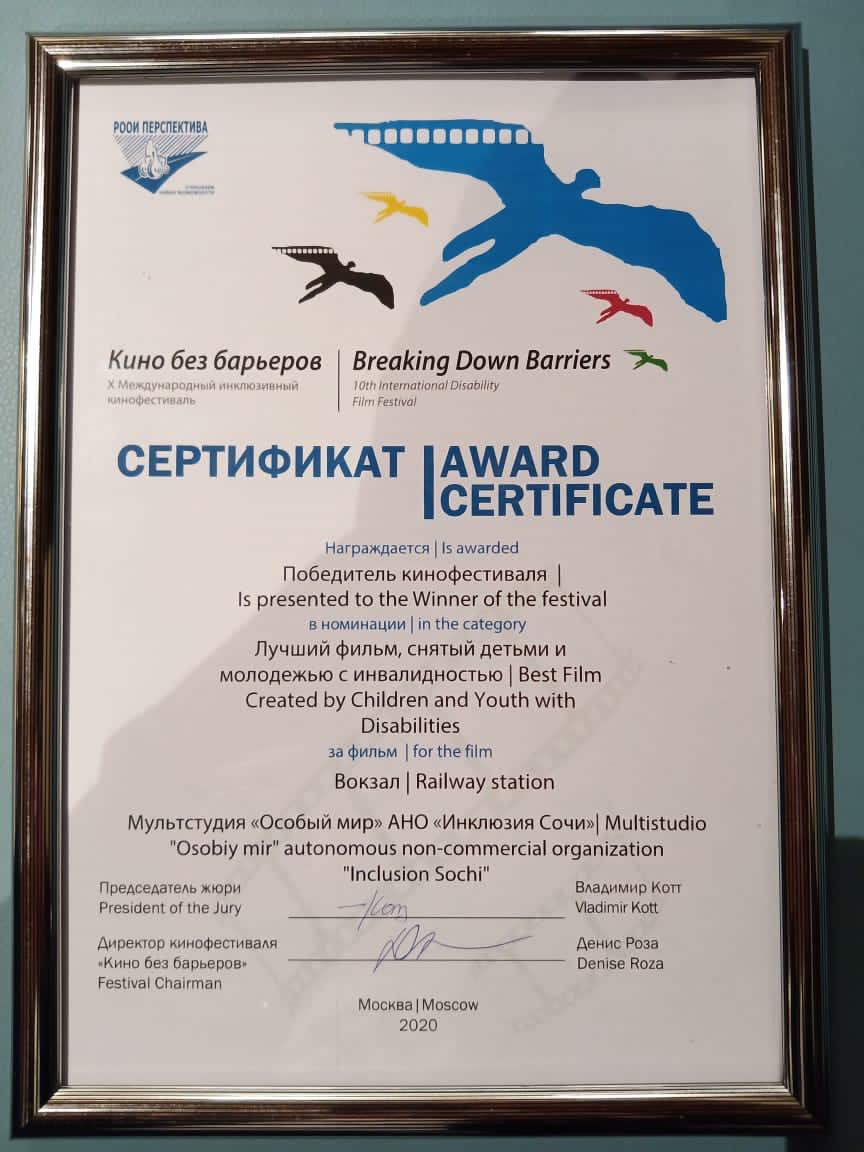 РООИ ПЕРСПЕКТИВА
Кино без барьеров
X Международный инклюзивный
кинофестиваль
Breaking Down Barriers
10th International Disability
Film Festival
СЕРТИФИКАТ
AWARD
CERTIFICATE
Награждается | Is awarded
Победитель кинофестиваля |
Is presented to the Winner of the festival
в номинации | in the category
Лучший фильм, снятый детьми и
молодежью с инвалидностью | Best Film
Created by Children and Youth with
Disabilities
за фильм | for the film
Вокзал | Railway station
Мультстудия «Особый мир» АНО «Инклюзия Сочи»| Multistudio
"Osobiy mir" autonomous non-commercial organization
"Inclusion Sochi"
Председатель жюри
President of the Jury
Владимир Котт
Vladimir Kott
Директор кинофестиваля
«Кино без барьеров»
Festival Chairman
Денис Роза
Denise Roza
Москва | Moscow
2020